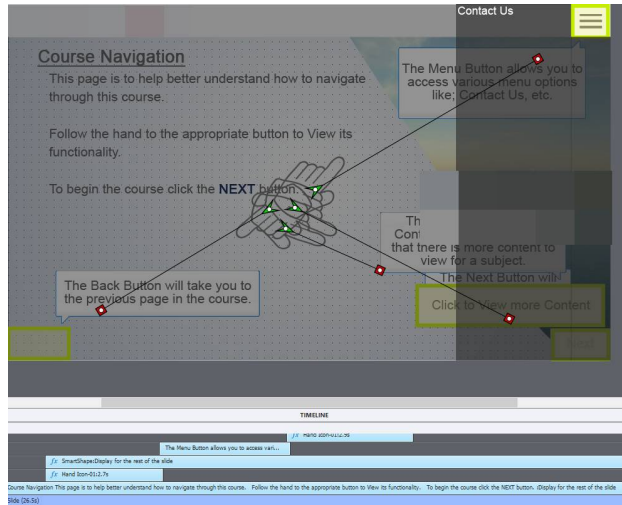 Contact Us
Course Navigation
This page is to help better understand how to navigate
through this course.
Follow the hand to the appropriate button to View its
functionality.
To begin the course click the NEXT button.
The Menu Button allows you to
access various menu options
like; Contact Us, etc.
Th
Cont
that there is more content to
view for a subject.
The Next Button will
Click to View more Content
Next
The Back Button will take you to
the previous page in the course.
TIMELINE
fx Hand Icon-01:2.9s
The Menu Button allows you to access vari...
fx SmartShape:Display for the rest of the slide
fx Hand Icon-01:2.7s
Course Navigation This page is to help better understand how to navigate through this course. Follow the hand to the appropriate button to View its functionality. To begin the course click the NEXT button. :Display for the rest of the slide
Slide (26.5s)